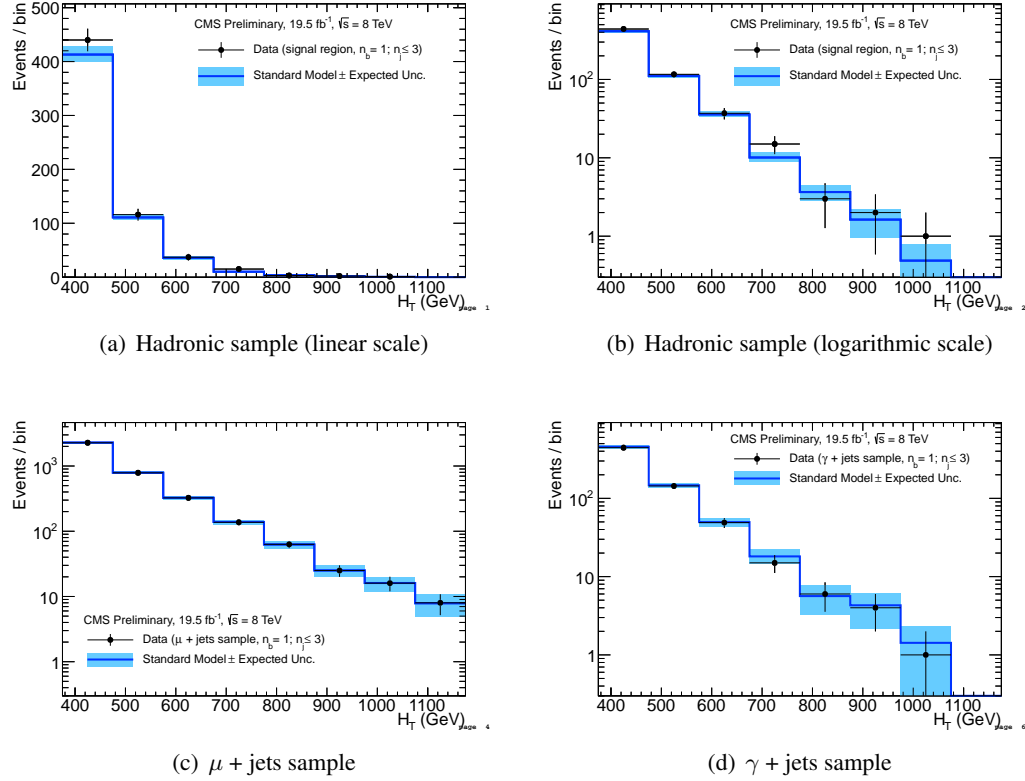 CMS Preliminary, 19.5 fb⁻¹, √s = 8 TeV
Data (signal region, n_b = 1; n_j ≤ 3)
Standard Model ± Expected Unc.
Events / bin
500
400
300
200
100
0
400 500 600 700 800 900 1000 1100
H_T (GeV)
page 1
(a) Hadronic sample (linear scale)
CMS Preliminary, 19.5 fb⁻¹, √s = 8 TeV
Data (signal region, n_b = 1; n_j ≤ 3)
Standard Model ± Expected Unc.
Events / bin
10²
10
1
400 500 600 700 800 900 1000 1100
H_T (GeV)
page 2
(b) Hadronic sample (logarithmic scale)
Events / bin
10³
10²
10
1
CMS Preliminary, 19.5 fb⁻¹, √s = 8 TeV
Data (μ + jets sample, n_b = 1; n_j ≤ 3)
Standard Model ± Expected Unc.
400 500 600 700 800 900 1000 1100
H_T (GeV)
page 4
(c) μ + jets sample
CMS Preliminary, 19.5 fb⁻¹, √s = 8 TeV
Data (γ + jets sample, n_b = 1; n_j ≤ 3)
Standard Model ± Expected Unc.
Events / bin
10²
10
1
400 500 600 700 800 900 1000 1100
H_T (GeV)
page 6
(d) γ + jets sample